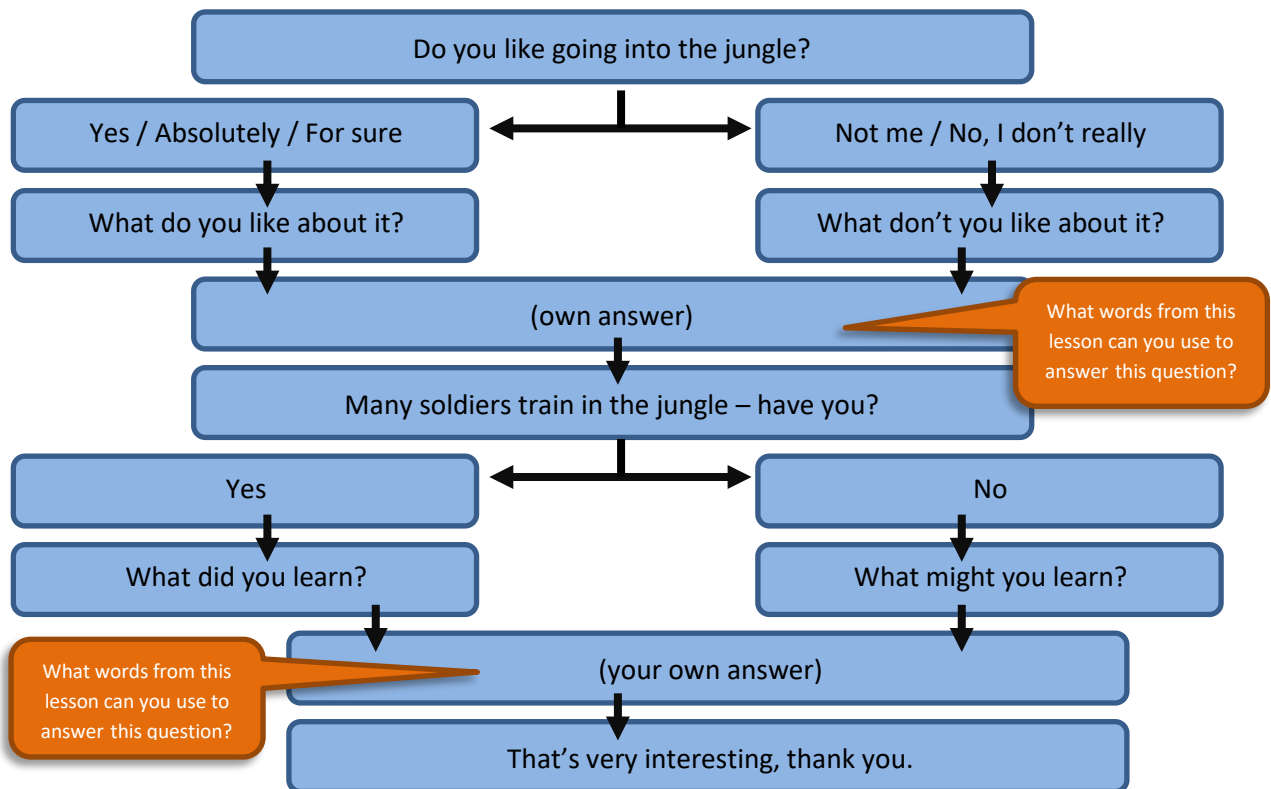 Do you like going into the jungle?
Yes / Absolutely / For sure
Not me / No, I don’t really
What do you like about it?
What don’t you like about it?
(own answer)
What words from this
lesson can you use to
answer this question?
Many soldiers train in the jungle – have you?
Yes
No
What did you learn?
What might you learn?
What words from this
lesson can you use to
answer this question?
(your own answer)
That’s very interesting, thank you.